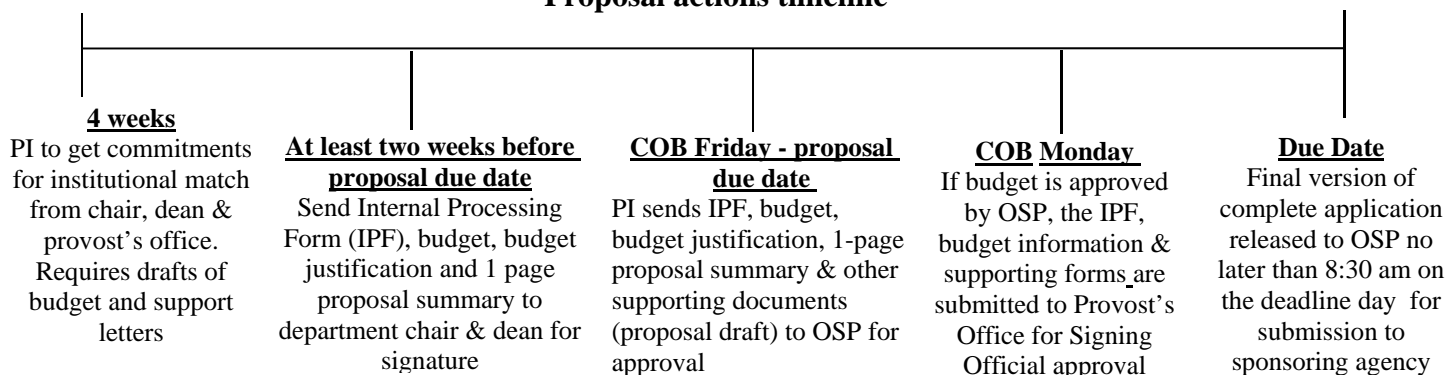 Proposal actions timeline
4 weeks
PI to get commitments
for institutional match
from chair, dean &
provost’s office.
Requires drafts of
budget and support
letters
At least two weeks before
proposal due date
Send Internal Processing
Form (IPF), budget, budget
justification and 1 page
proposal summary to
department chair & dean for
signature
COB Friday - proposal
due date
PI sends IPF, budget,
budget justification, 1-page
proposal summary & other
supporting documents
(proposal draft) to OSP for
approval
COB Monday
If budget is approved
by OSP, the IPF,
budget information &
supporting forms are
submitted to Provost’s
Office for Signing
Official approval
Due Date
Final version of
complete application
released to OSP no
later than 8:30 am on
the deadline day for
submission to
sponsoring agency